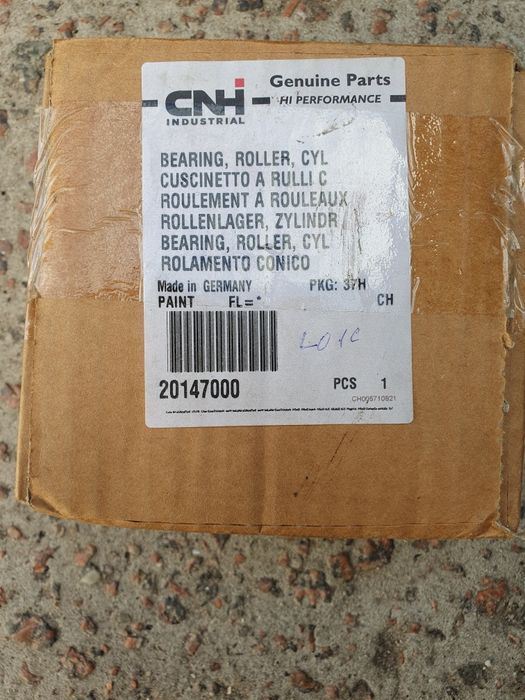 CNH
INDUSTRIAL
Genuine Parts
HI PERFORMANCE
BEARING, ROLLER, CYL
CUSCINETTO A RULLI C
ROULEMENT A ROULEAUX
ROLLENLAGER, ZYLINDR
BEARING, ROLLER, CYL
ROLAMENTO CONICO
Made in GERMANY PKG: 37H
PAINT FL=* CH
20147000 PCS 1
CH005710821